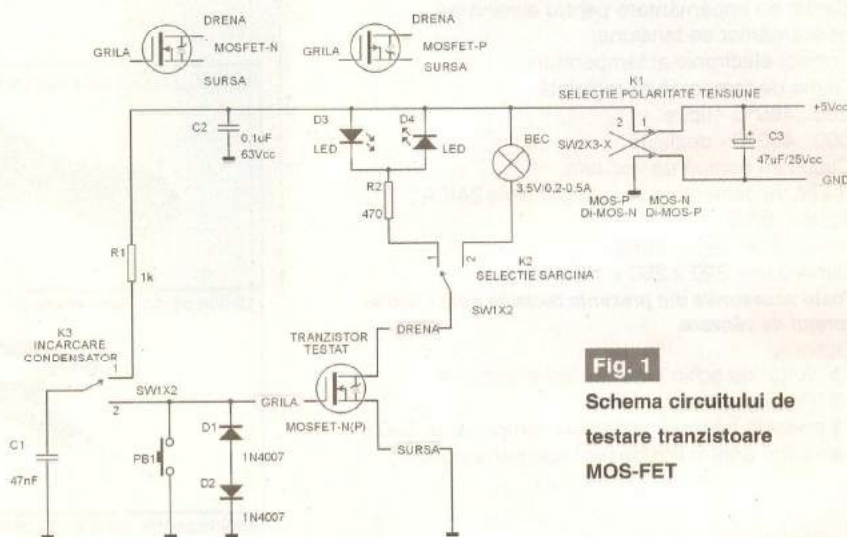 DRENA
GRILA
MOSFET-N
SURSA
DRENA
GRILA
MOSFET-P
SURSA
K1
SELECTIE POLARITATE TENSIUNE
2 1
+5Vcc
SW2X3-X
C3
47uF/25Vcc
GND
MOS-P
Di-MOS-N
MOS-N
Di-MOS-P
C2
0.1uF
63Vcc
D3
LED
D4
LED
BEC
3,5V/0,2-0,5A
R2
470
1
2
K2
SELECTIE SARCINA
SW1X2
R1
1k
K3
INCARCARE
CONDENSATOR
1
SW1X2
2
C1
47nF
PB1
D1
1N4007
D2
1N4007
TRANZISTOR
TESTAT
DRENA
GRILA
MOSFET-N(P)
SURSA
Fig. 1
Schema circuitului de
testare tranzistoare
MOS-FET